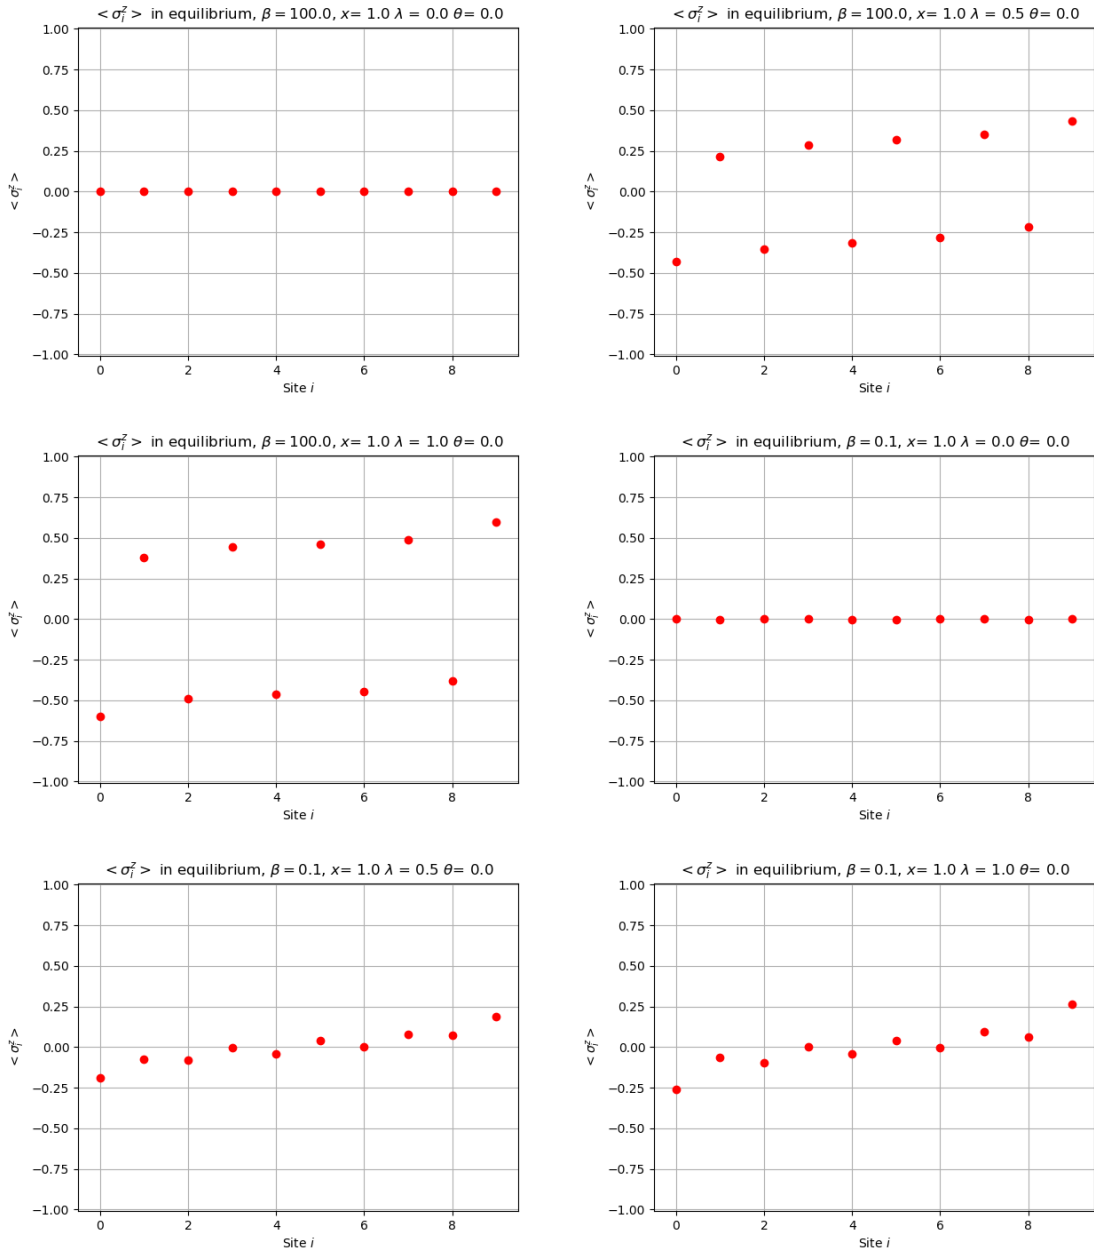 < σ_i^z > in equilibrium, β = 100.0, x= 1.0 λ = 0.0 θ= 0.0
1.00
0.75
0.50
0.25
0.00
−0.25
−0.50
−0.75
−1.00
< σ_i^z >
0 2 4 6 8
Site i
< σ_i^z > in equilibrium, β = 100.0, x= 1.0 λ = 0.5 θ= 0.0
1.00
0.75
0.50
0.25
0.00
−0.25
−0.50
−0.75
−1.00
< σ_i^z >
0 2 4 6 8
Site i
< σ_i^z > in equilibrium, β = 100.0, x= 1.0 λ = 1.0 θ= 0.0
1.00
0.75
0.50
0.25
0.00
−0.25
−0.50
−0.75
−1.00
< σ_i^z >
0 2 4 6 8
Site i
< σ_i^z > in equilibrium, β = 0.1, x= 1.0 λ = 0.0 θ= 0.0
1.00
0.75
0.50
0.25
0.00
−0.25
−0.50
−0.75
−1.00
< σ_i^z >
0 2 4 6 8
Site i
< σ_i^z > in equilibrium, β = 0.1, x= 1.0 λ = 0.5 θ= 0.0
1.00
0.75
0.50
0.25
0.00
−0.25
−0.50
−0.75
−1.00
< σ_i^z >
0 2 4 6 8
Site i
< σ_i^z > in equilibrium, β = 0.1, x= 1.0 λ = 1.0 θ= 0.0
1.00
0.75
0.50
0.25
0.00
−0.25
−0.50
−0.75
−1.00
< σ_i^z >
0 2 4 6 8
Site i